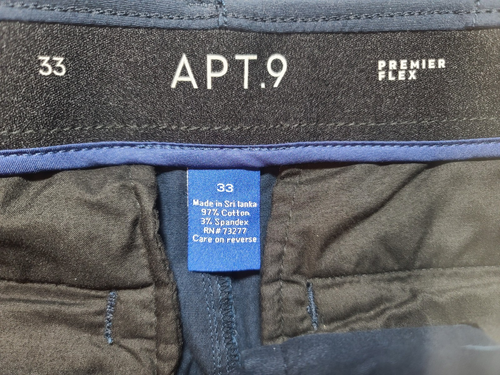 33
APT.9
PREMIER
FLEX
33
Made in Sri lanka
97% Cotton
3% Spandex
RN# 73277
Care on reverse